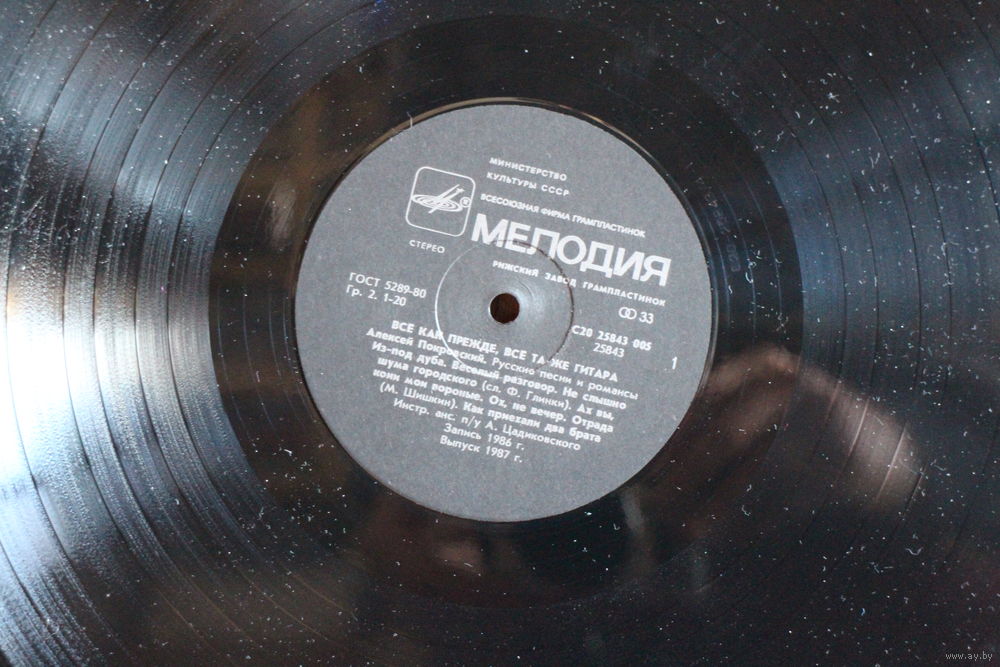 МИНИСТЕРСТВО
КУЛЬТУРЫ СССР
ВСЕСОЮЗНАЯ ФИРМА ГРАМПЛАСТИНОК
®
МЕЛОДИЯ
СТЕРЕО
РИЖСКИЙ ЗАВОД ГРАМПЛАСТИНОК
ГОСТ 5289-80
Гр. 2. 1-20
33
С20 25843 005
25843
1
ВСЕ КАК ПРЕЖДЕ, ВСЕ ТА-ЖЕ ГИТАРА
Алексей Покровский. Русские песни и романсы
Из-под дуба. Веселый разговор. Не слышно
шума городского (сл. Ф. Глинки). Ах вы,
кони мои вороные. Ох, не вечер. Отрада
(М. Шишкин). Как приехали два брата
Инстр. анс. п/у А. Цадиковского
Запись 1986 г.
Выпуск 1987 г.
www.ay.by